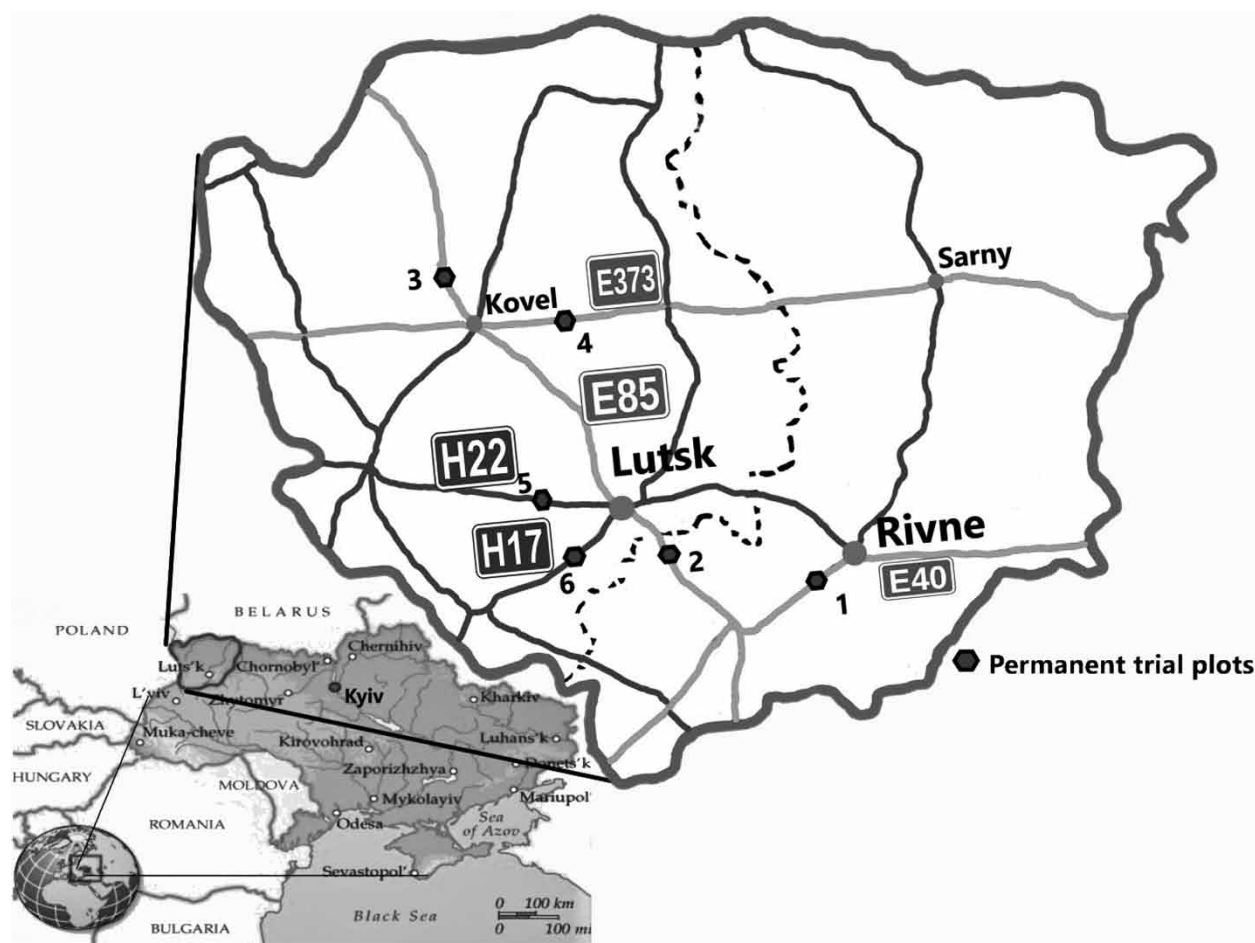 Sarny
E373
3
Kovel
4
E85
H22
5
Lutsk
H17
6
2
Rivne
1
E40
Permanent trial plots
BELARUS
POLAND
Chernihiv
Luts'k
Chornobyl'
L'viv
Zhytomyr
Kyiv
Kharkiv
SLOVAKIA
Muka-cheve
Kirovohrad
Luhans'k
HUNGARY
Zaporizhzhya
Donets'k
MOLDOVA
Mykolayiv
Mariupol'
ROMANIA
Odesa
Sea
of Azov
Sevastopol'
Black Sea
0 100 km
0 100 mi
BULGARIA